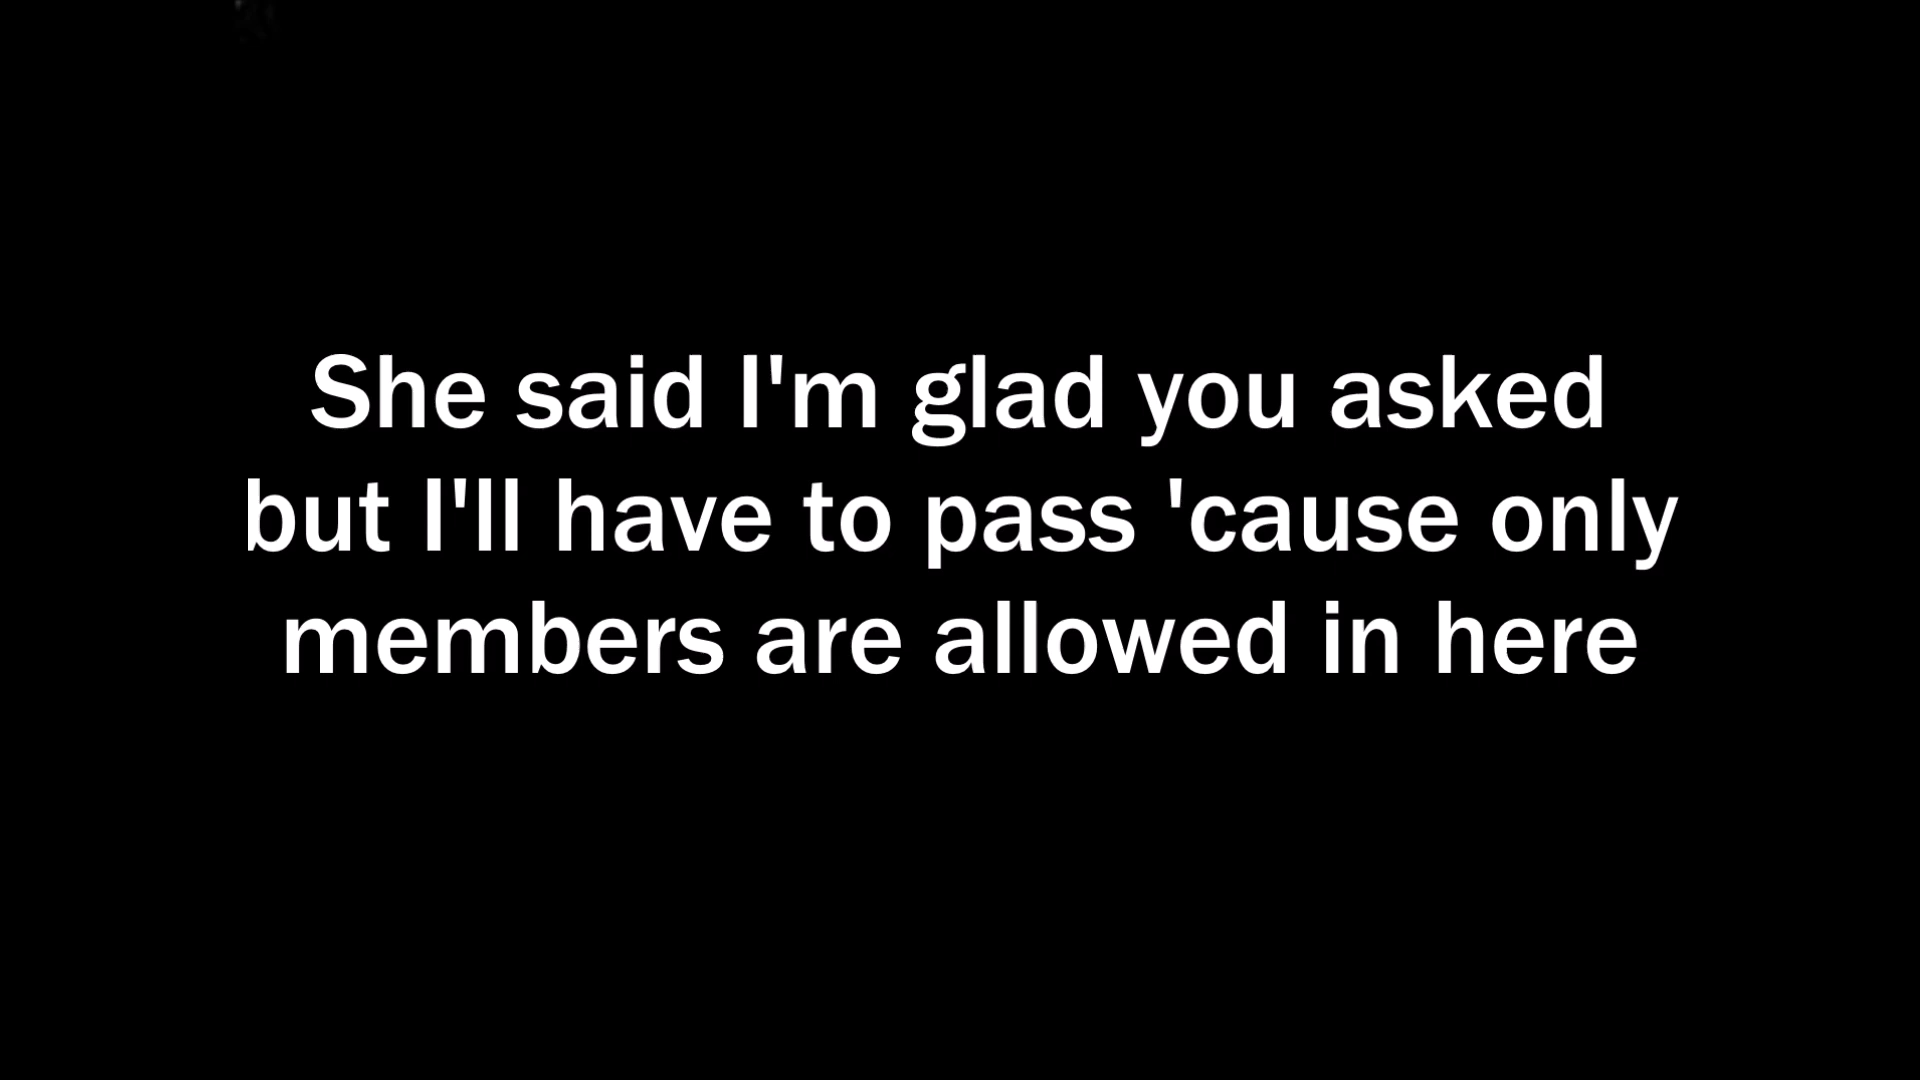 She said I'm glad you asked
but I'll have to pass 'cause only
members are allowed in here